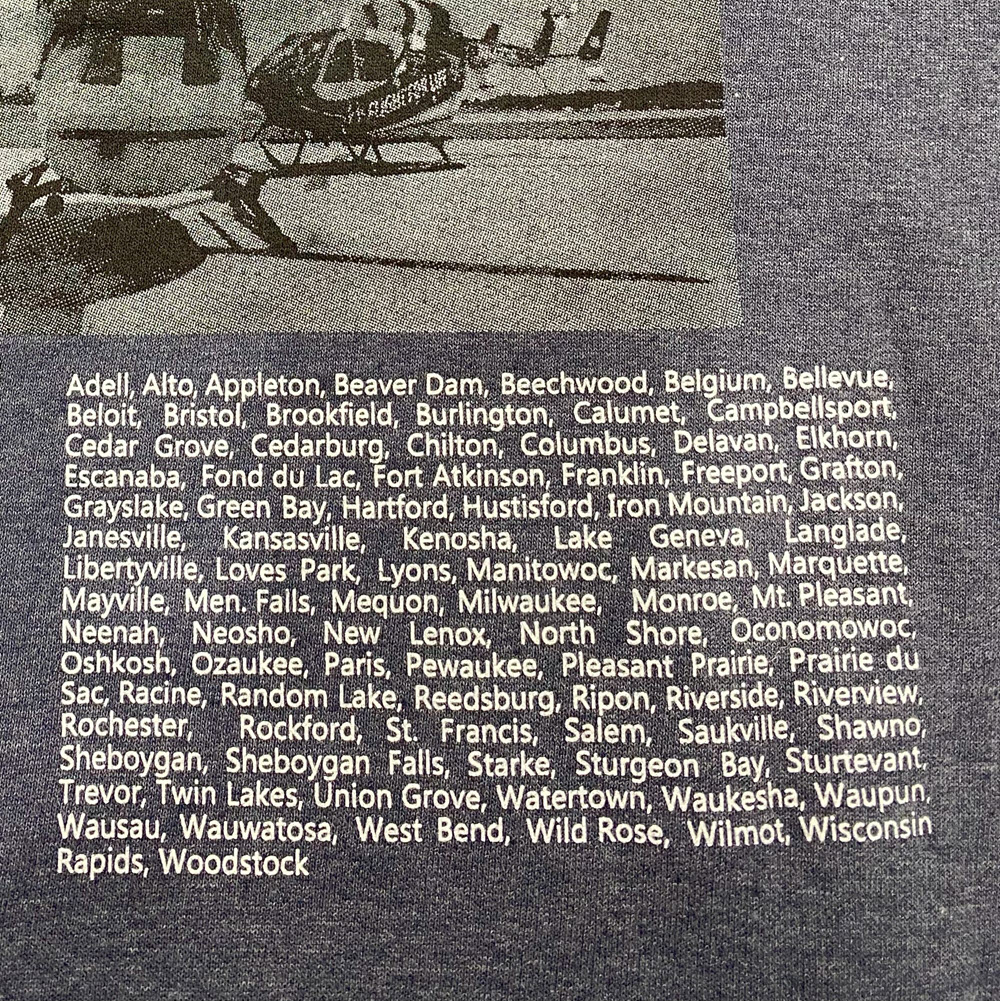 FLIGHT FOR LIFE
Adell, Alto, Appleton, Beaver Dam, Beechwood, Belgium, Bellevue,
Beloit, Bristol, Brookfield, Burlington, Calumet, Campbellsport,
Cedar Grove, Cedarburg, Chilton, Columbus, Delavan, Elkhorn,
Escanaba, Fond du Lac, Fort Atkinson, Franklin, Freeport, Grafton,
Grayslake, Green Bay, Hartford, Hustisford, Iron Mountain, Jackson,
Janesville, Kansasville, Kenosha, Lake Geneva, Langlade,
Libertyville, Loves Park, Lyons, Manitowoc, Markesan, Marquette,
Mayville, Men. Falls, Mequon, Milwaukee, Monroe, Mt. Pleasant,
Neenah, Neosho, New Lenox, North Shore, Oconomowoc,
Oshkosh, Ozaukee, Paris, Pewaukee, Pleasant Prairie, Prairie du
Sac, Racine, Random Lake, Reedsburg, Ripon, Riverside, Riverview,
Rochester, Rockford, St. Francis, Salem, Saukville, Shawno,
Sheboygan, Sheboygan Falls, Starke, Sturgeon Bay, Sturtevant,
Trevor, Twin Lakes, Union Grove, Watertown, Waukesha, Waupun,
Wausau, Wauwatosa, West Bend, Wild Rose, Wilmot, Wisconsin
Rapids, Woodstock